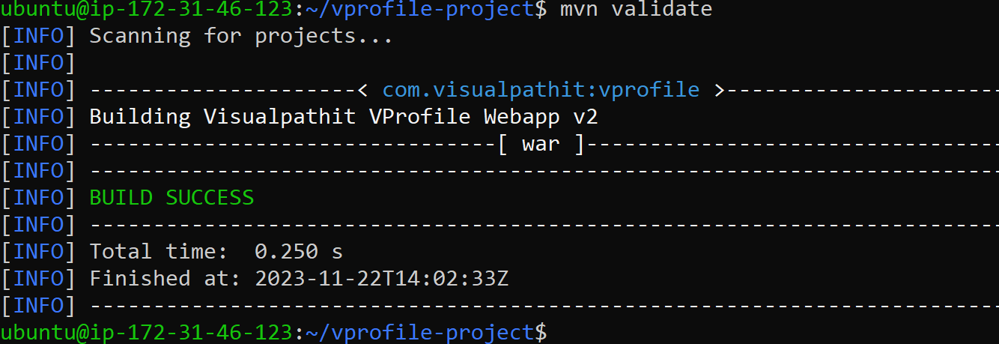 ubuntu@ip-172-31-46-123:~/vprofile-project$ mvn validate
[INFO] Scanning for projects...
[INFO]
[INFO] ---------------------< com.visualpathit:vprofile >----------------------
[INFO] Building Visualpathit VProfile Webapp v2
[INFO] --------------------------------[ war ]---------------------------------
[INFO] ------------------------------------------------------------------------
[INFO] BUILD SUCCESS
[INFO] ------------------------------------------------------------------------
[INFO] Total time:  0.250 s
[INFO] Finished at: 2023-11-22T14:02:33Z
[INFO] ------------------------------------------------------------------------
ubuntu@ip-172-31-46-123:~/vprofile-project$